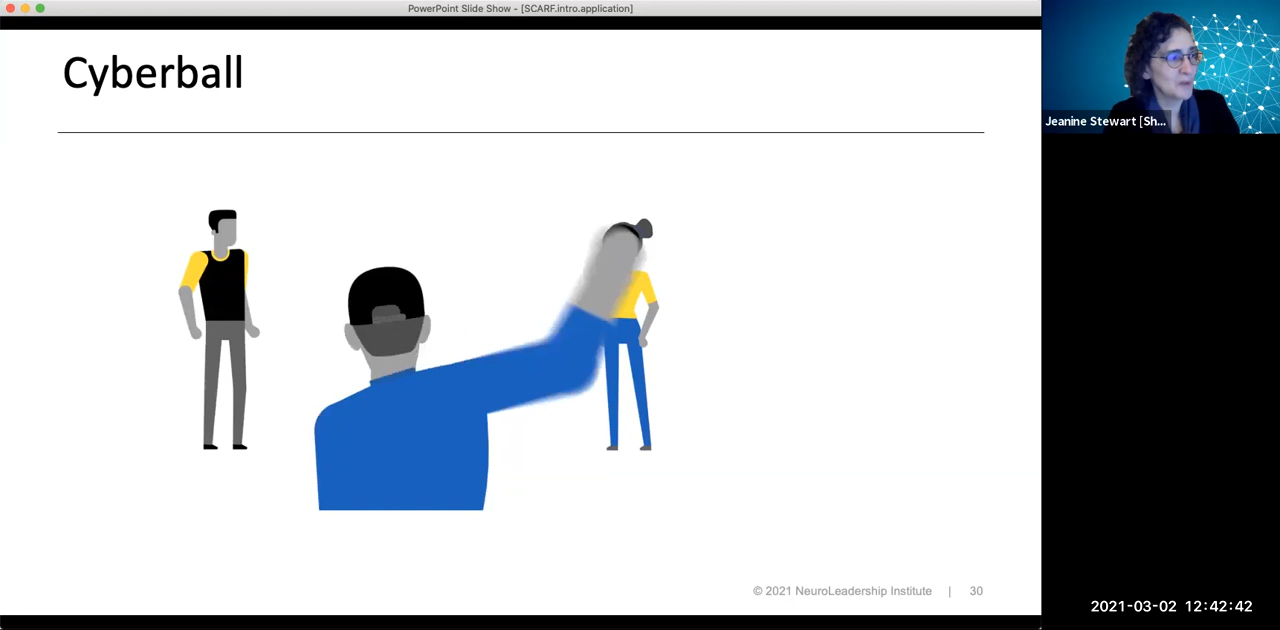 PowerPoint Slide Show - [SCARF.intro.application]
Cyberball
Jeanine Stewart [Sh...
© 2021 NeuroLeadership Institute | 30
2021-03-02 12:42:42